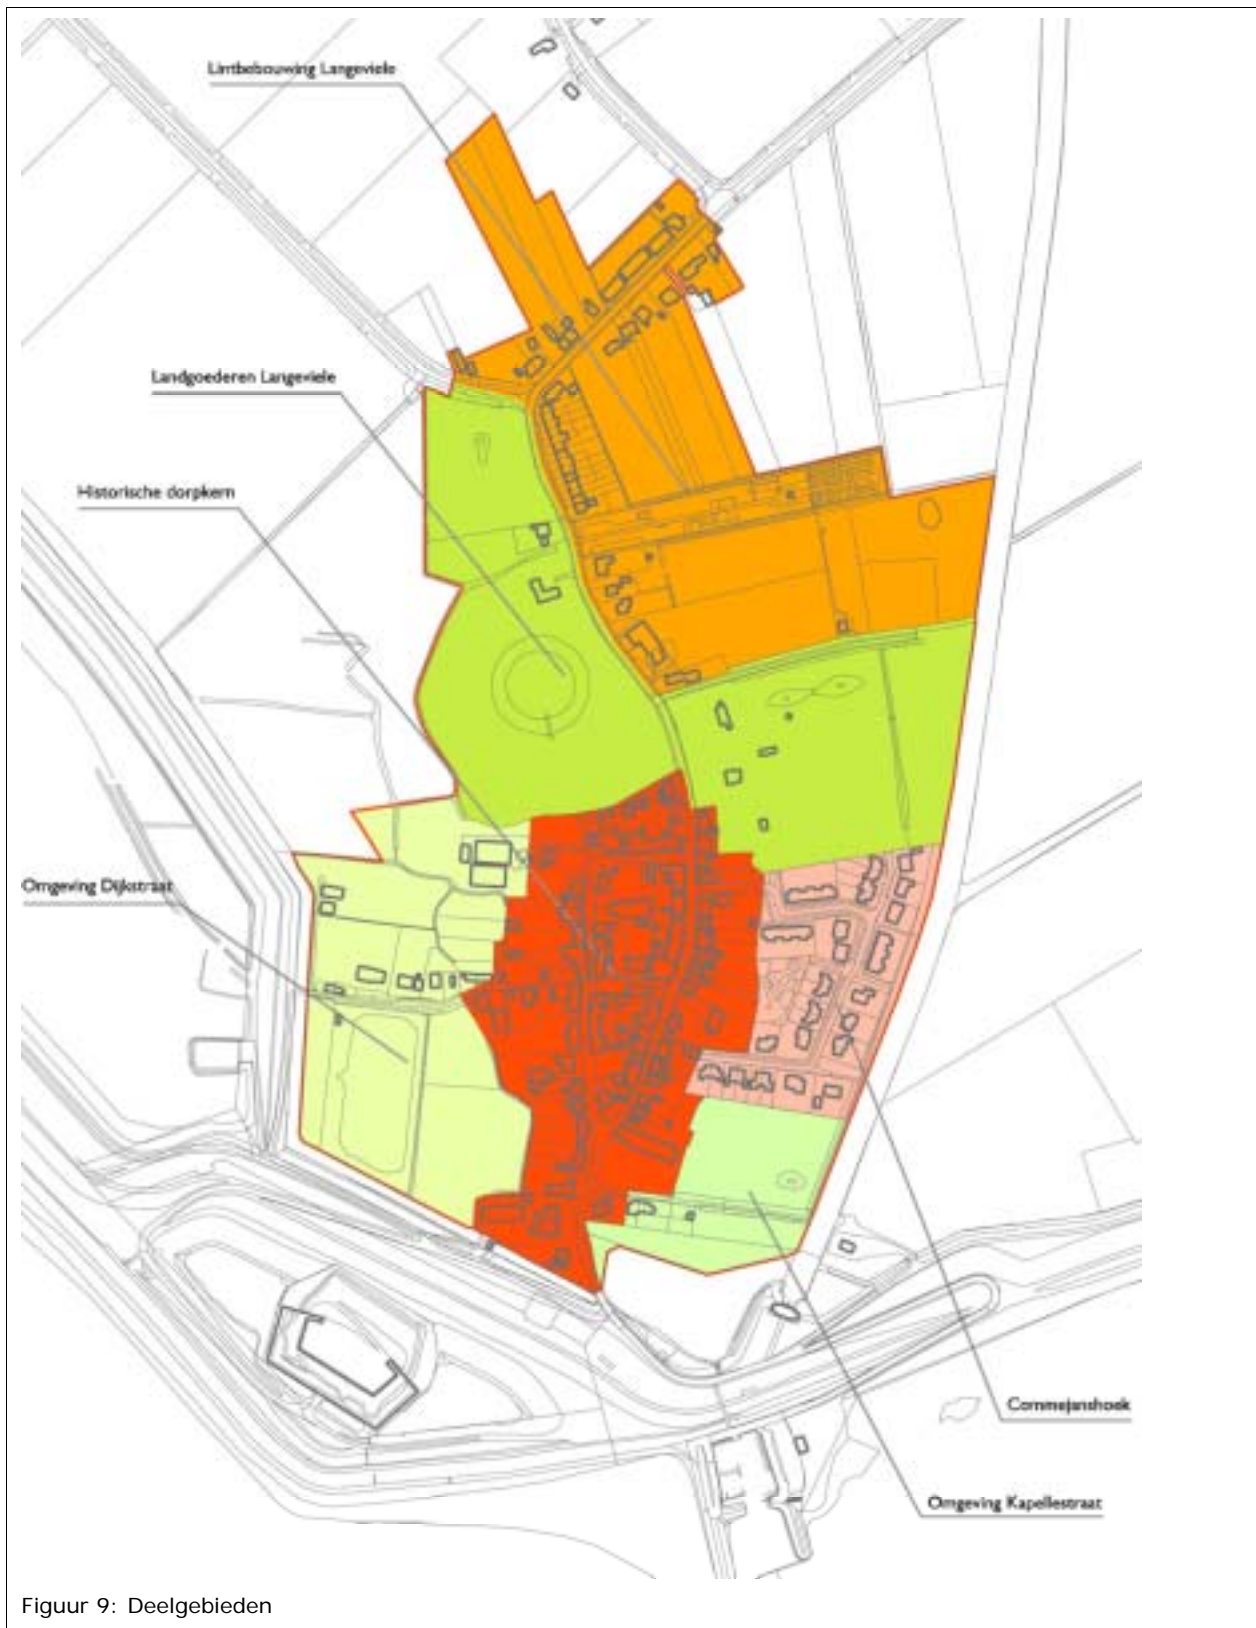 Lintbebouwing Langeviele
Landgoederen Langeviele
Historische dorpkern
Omgeving Dijkstraat
Commejanshoek
Omgeving Kapellestraat
Figuur 9: Deelgebieden